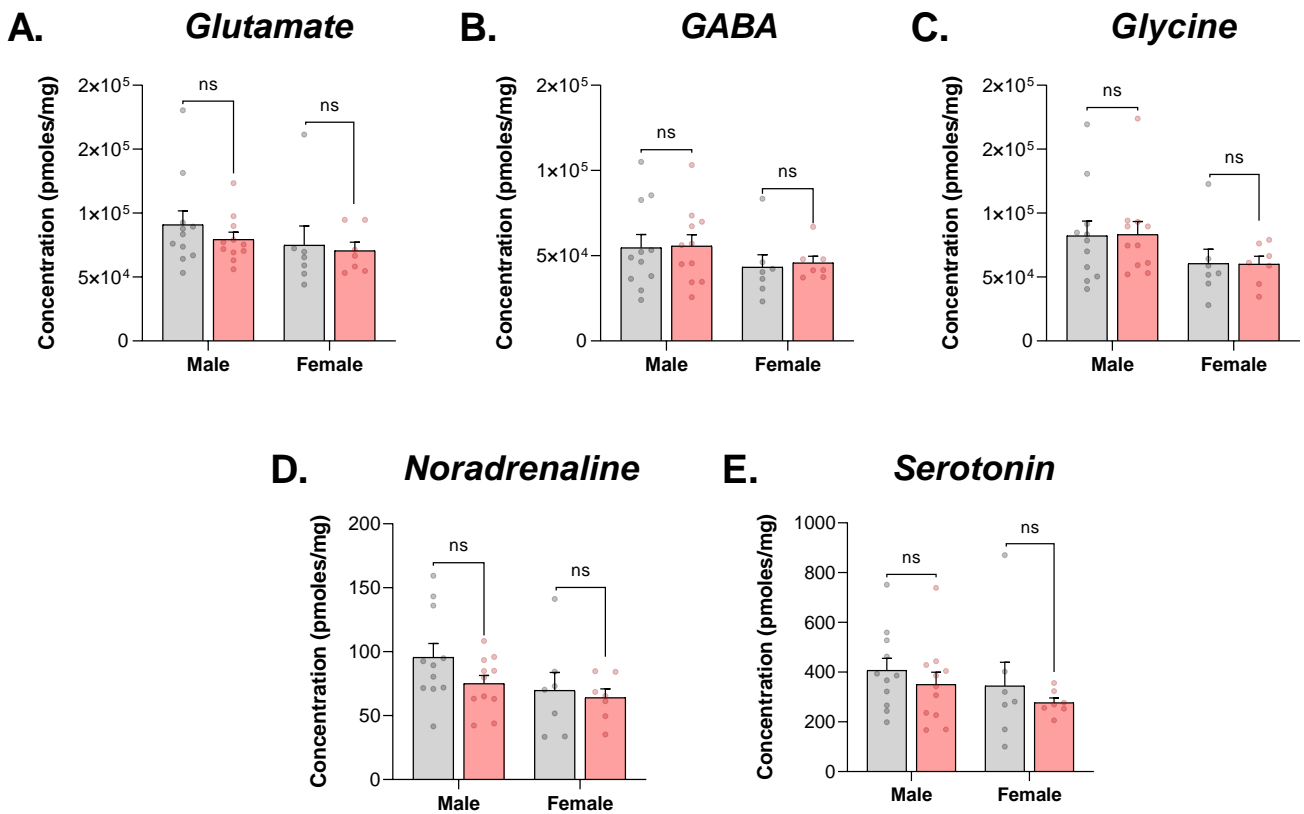 A. Glutamate
Concentration (pmoles/mg)
2×10⁵
2×10⁵
1×10⁵
5×10⁴
0
ns
ns
Male
Female
B. GABA
Concentration (pmoles/mg)
2×10⁵
1×10⁵
5×10⁴
0
ns
ns
Male
Female
C. Glycine
Concentration (pmoles/mg)
2×10⁵
2×10⁵
1×10⁵
5×10⁴
0
ns
ns
Male
Female
D. Noradrenaline
Concentration (pmoles/mg)
200
150
100
50
0
ns
ns
Male
Female
E. Serotonin
Concentration (pmoles/mg)
1000
800
600
400
200
0
ns
ns
Male
Female